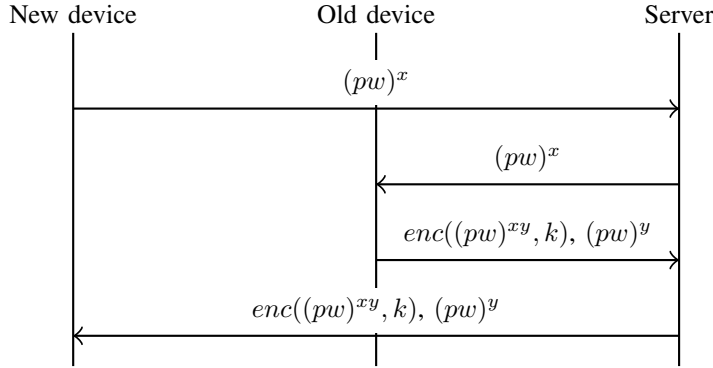 New device Old device Server
(pw)^x
(pw)^x
enc((pw)^{xy}, k), (pw)^y
enc((pw)^{xy}, k), (pw)^y